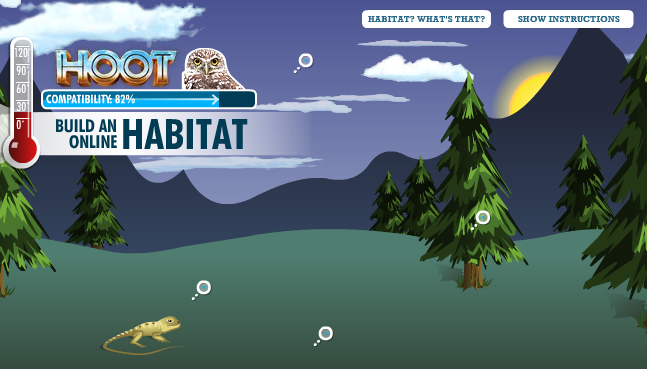 HABITAT? WHAT'S THAT?
SHOW INSTRUCTIONS
HOOT
COMPATIBILITY: 82%
BUILD AN
ONLINE HABITAT
120°
90°
60°
30°
0°